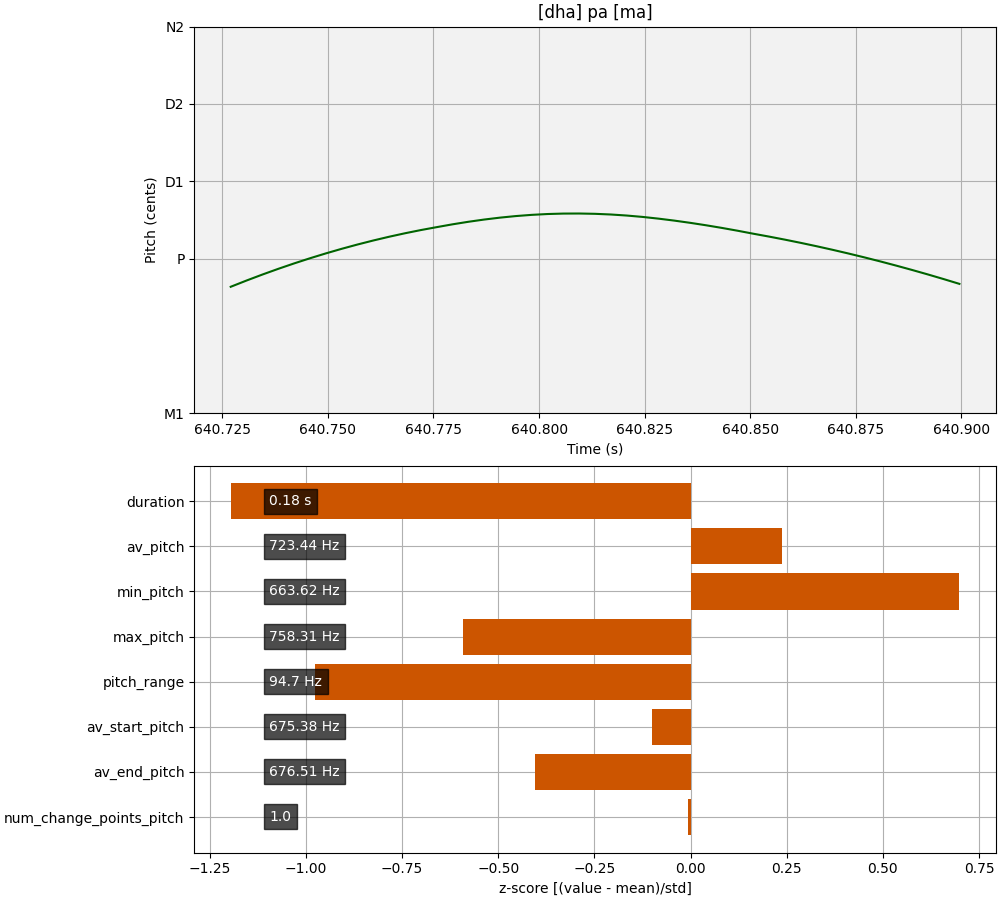 [dha] pa [ma]
N2
D2
D1
P
M1
Pitch (cents)
640.725 640.750 640.775 640.800 640.825 640.850 640.875 640.900
Time (s)
duration 0.18 s
av_pitch 723.44 Hz
min_pitch 663.62 Hz
max_pitch 758.31 Hz
pitch_range 94.7 Hz
av_start_pitch 675.38 Hz
av_end_pitch 676.51 Hz
num_change_points_pitch 1.0
−1.25 −1.00 −0.75 −0.50 −0.25 0.00 0.25 0.50 0.75
z-score [(value - mean)/std]